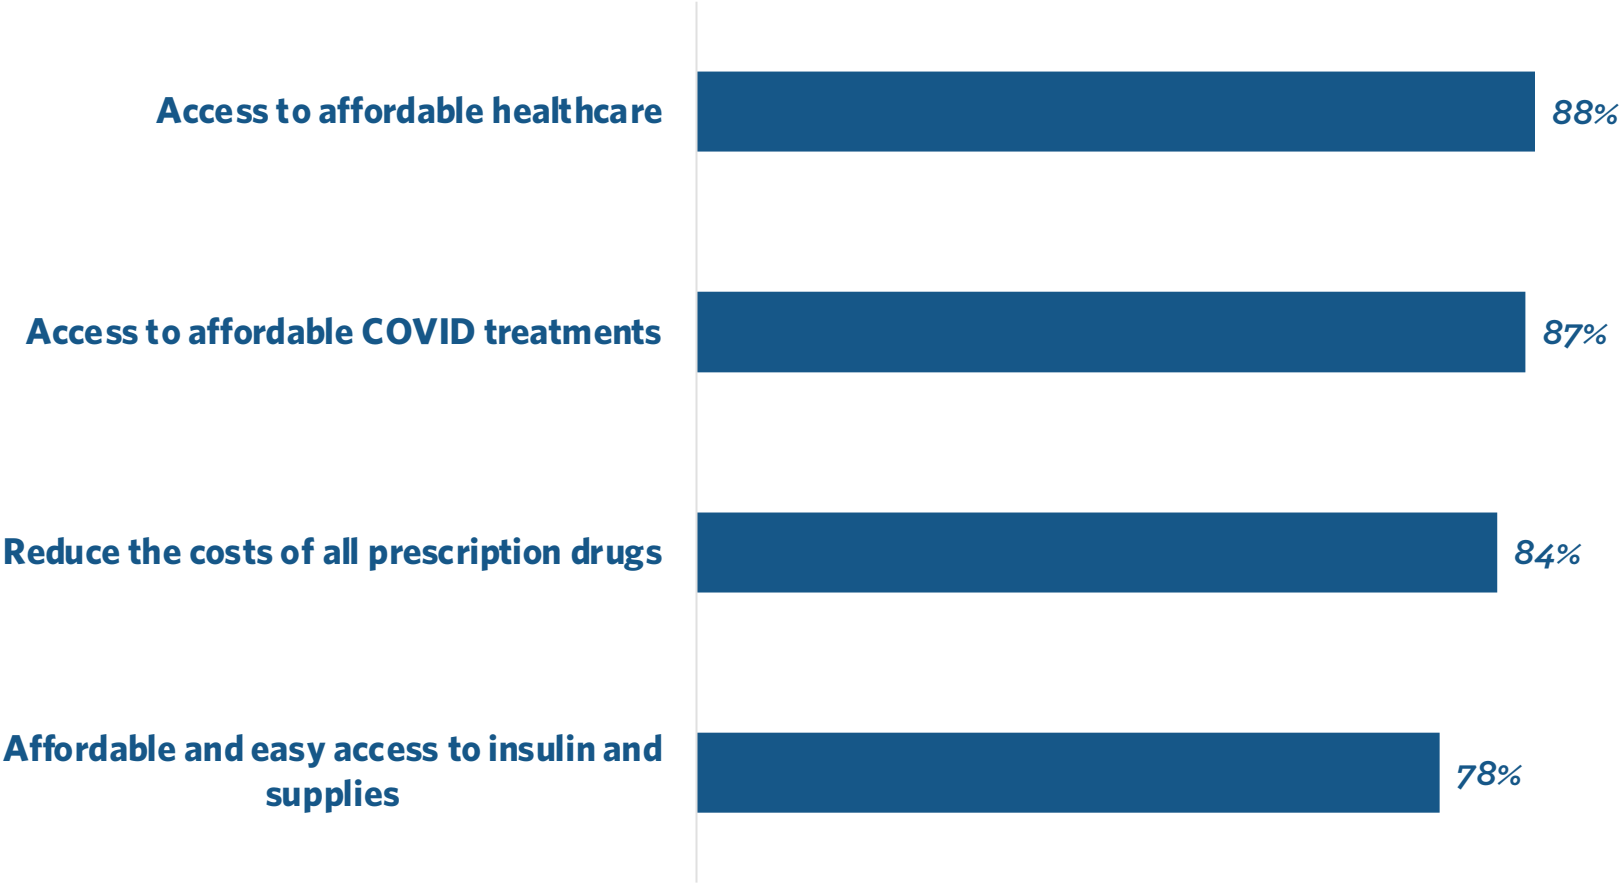 Access to affordable healthcare
88%
Access to affordable COVID treatments
87%
Reduce the costs of all prescription drugs
84%
Affordable and easy access to insulin and
supplies
78%